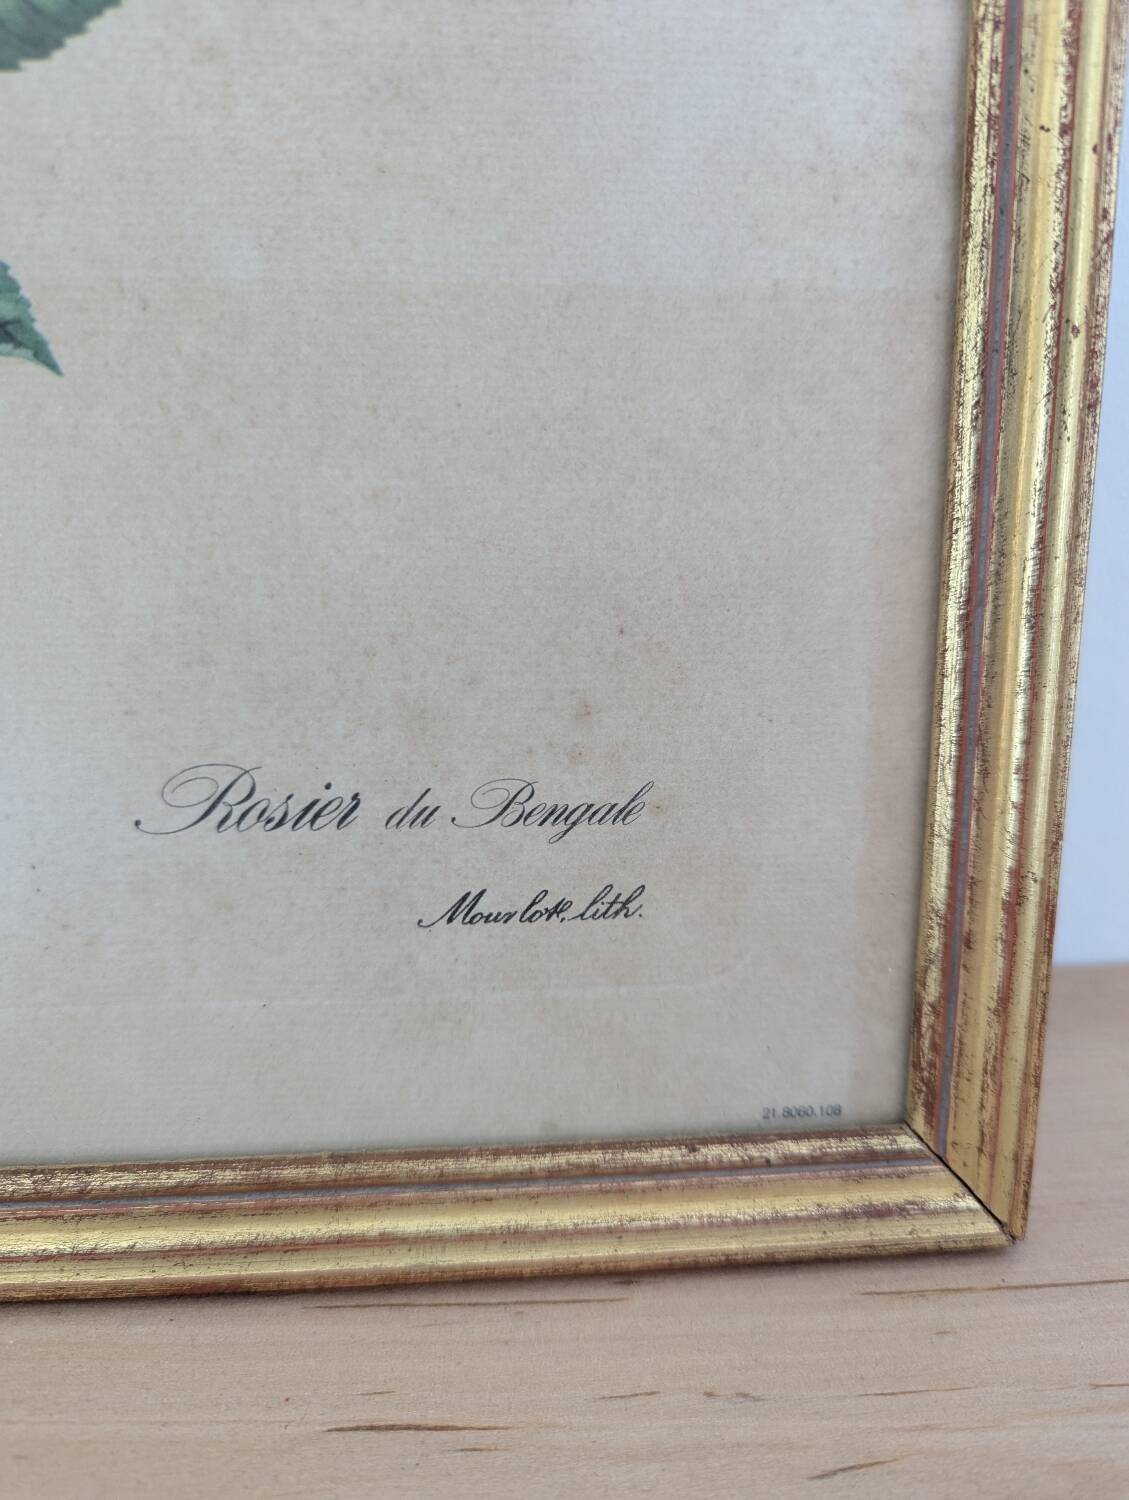 Rosier du Bengale
Mourlot, lith.
21.8060.108